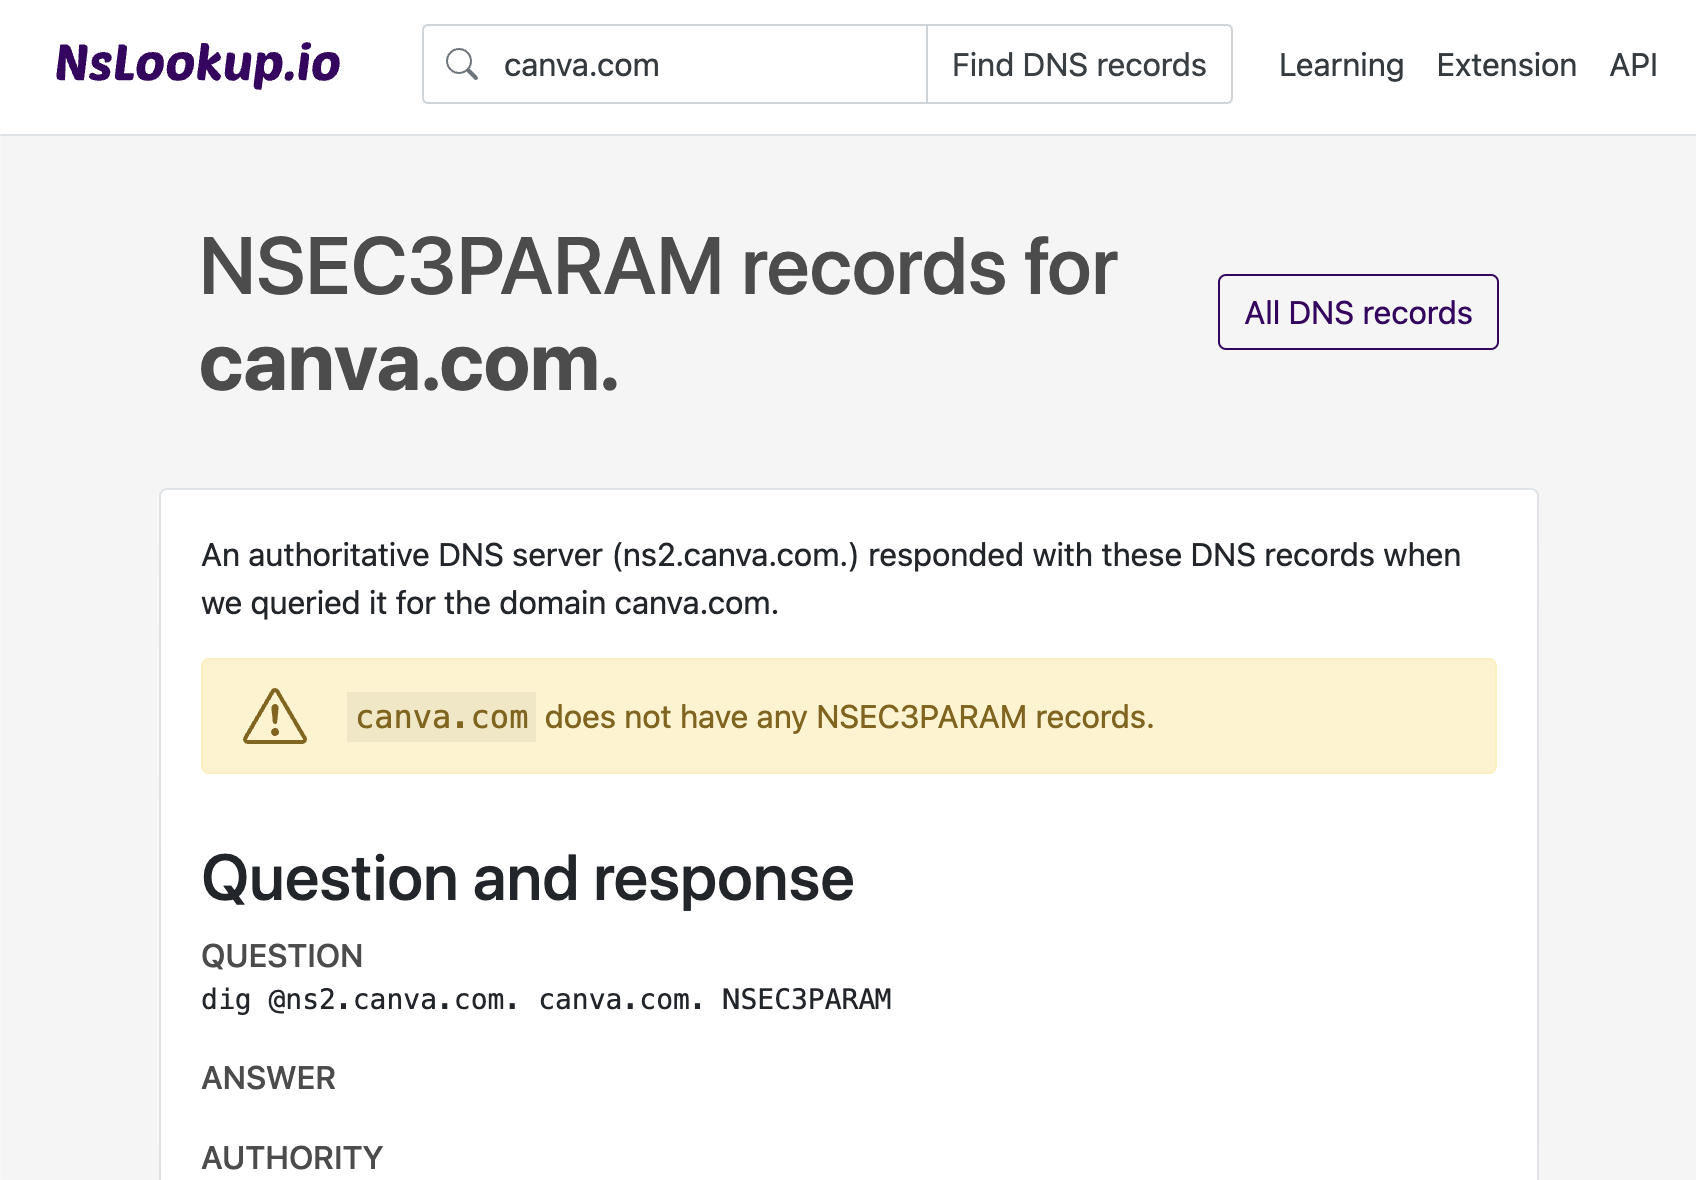 NsLookup.io
canva.com
Find DNS records
Learning
Extension
API
NSEC3PARAM records for
canva.com.
All DNS records
An authoritative DNS server (ns2.canva.com.) responded with these DNS records when
we queried it for the domain canva.com.
canva.com does not have any NSEC3PARAM records.
Question and response
QUESTION
dig @ns2.canva.com. canva.com. NSEC3PARAM
ANSWER
AUTHORITY